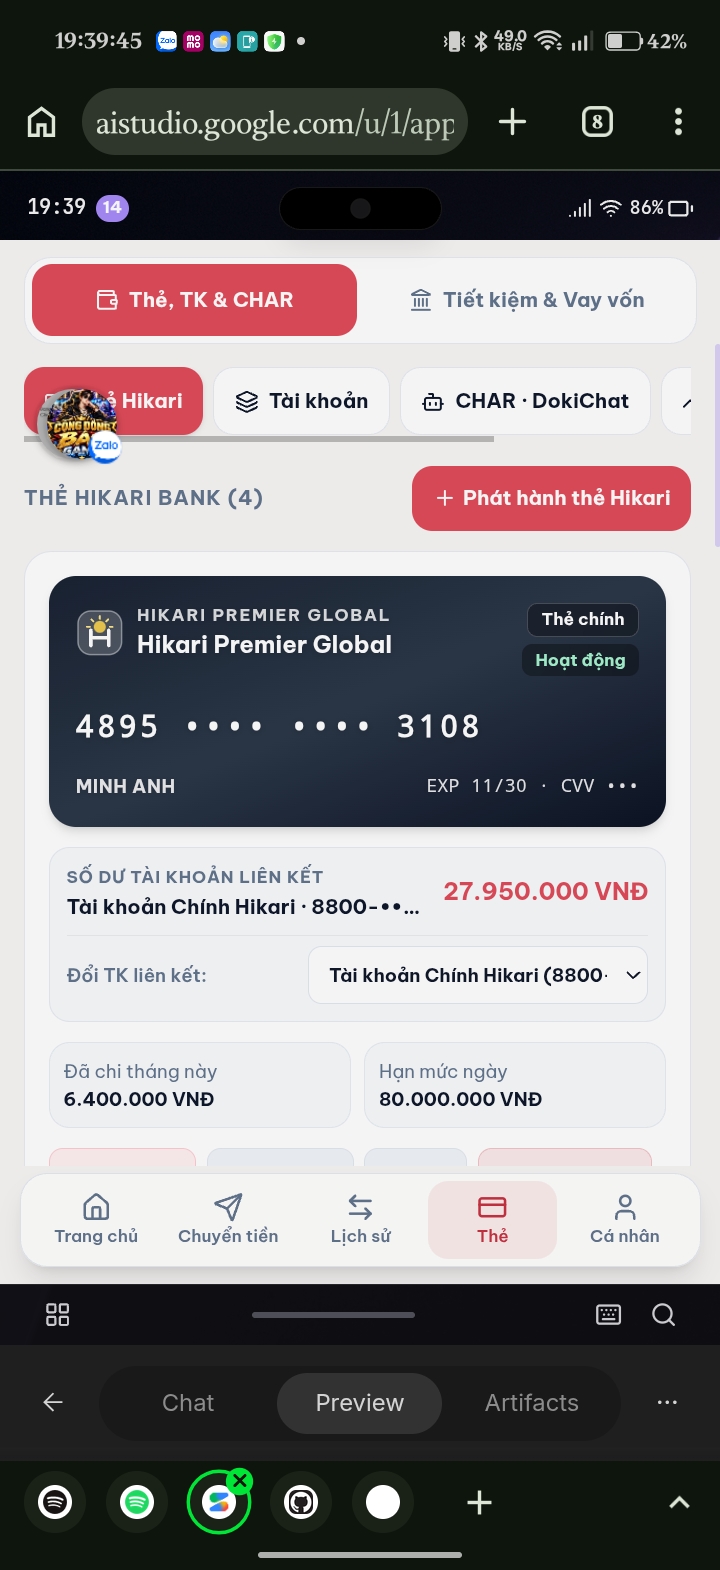 19:39:45 Zalo mo mo 49.0 KB/S 42%
aistudio.google.com/u/1/app 8
19:39 14 86%
Thẻ, TK & CHAR Tiết kiệm & Vay vốn
Hikari Tài khoản CHAR · DokiChat
CỘNG ĐỒNG
Zalo
THẺ HIKARI BANK (4) + Phát hành thẻ Hikari
HIKARI PREMIER GLOBAL Thẻ chính
Hikari Premier Global Hoạt động
4895 •••• •••• 3108
MINH ANH EXP 11/30 · CVV •••
SỐ DƯ TÀI KHOẢN LIÊN KẾT
Tài khoản Chính Hikari · 8800-••... 27.950.000 VNĐ
Đổi TK liên kết: Tài khoản Chính Hikari (8800-
Đã chi tháng này Hạn mức ngày
6.400.000 VNĐ 80.000.000 VNĐ
Trang chủ Chuyển tiền Lịch sử Thẻ Cá nhân
Chat Preview Artifacts